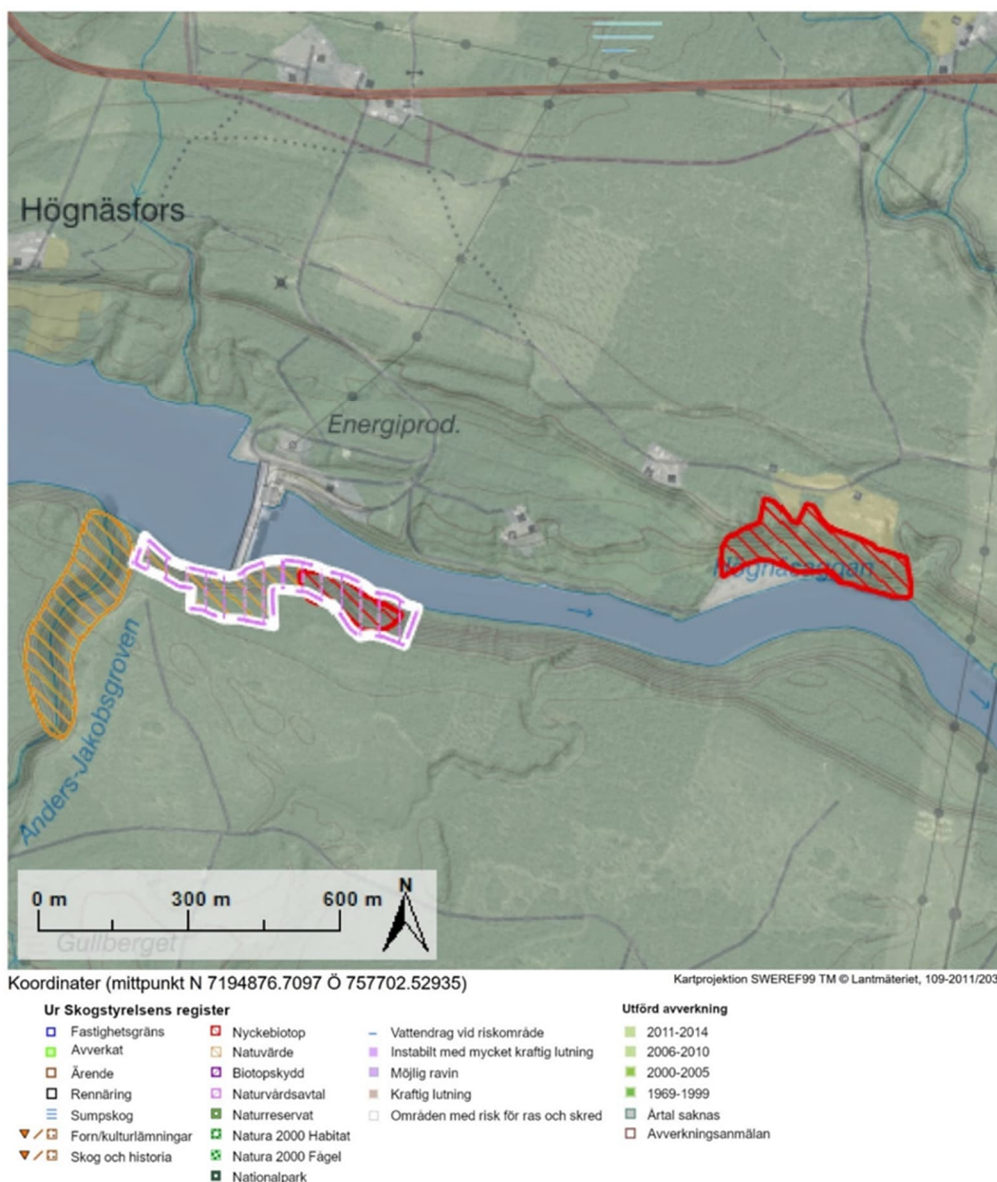 Högnäsfors
Energiprod.
Högnäsaggan
Anders-Jakobsgroven
0 m 300 m 600 m N
Gullberget
Koordinater (mittpunkt N 7194876.7097 Ö 757702.52935)
Kartprojektion SWEREF99 TM © Lantmäteriet, 109-2011/203
Ur Skogstyrelsens register
Fastighetsgräns
Avverkat
Ärende
Rennäring
Sumpskog
Forn/kulturlämningar
Skog och historia
Nyckebiotop
Natuvärde
Biotopskydd
Naturvårdsavtal
Naturreservat
Natura 2000 Habitat
Natura 2000 Fågel
Nationalpark
Vattendrag vid riskområde
Instabilt med mycket kraftig lutning
Möjlig ravin
Kraftig lutning
Områden med risk för ras och skred
Utförd avverkning
2011-2014
2006-2010
2000-2005
1969-1999
Årtal saknas
Avverkningsanmälan